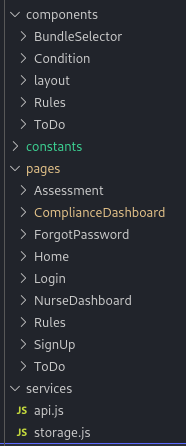 components
BundleSelector
Condition
layout
Rules
ToDo
constants
pages
Assessment
ComplianceDashboard
ForgotPassword
Home
Login
NurseDashboard
Rules
SignUp
ToDo
services
JS api.js
JS storage.js